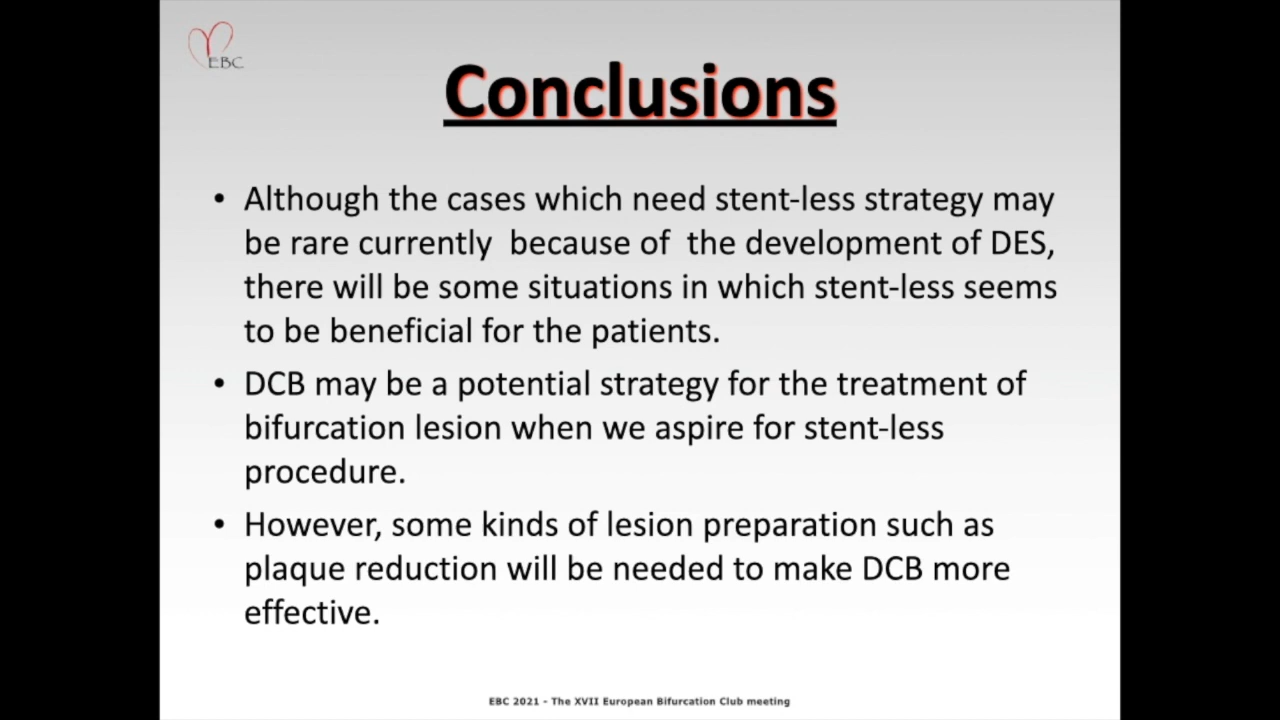 EBC
Conclusions
• Although the cases which need stent-less strategy may
be rare currently  because of  the development of DES,
there will be some situations in which stent-less seems
to be beneficial for the patients.
• DCB may be a potential strategy for the treatment of
bifurcation lesion when we aspire for stent-less
procedure.
• However, some kinds of lesion preparation such as
plaque reduction will be needed to make DCB more
effective.
EBC 2021 - The XVII European Bifurcation Club meeting